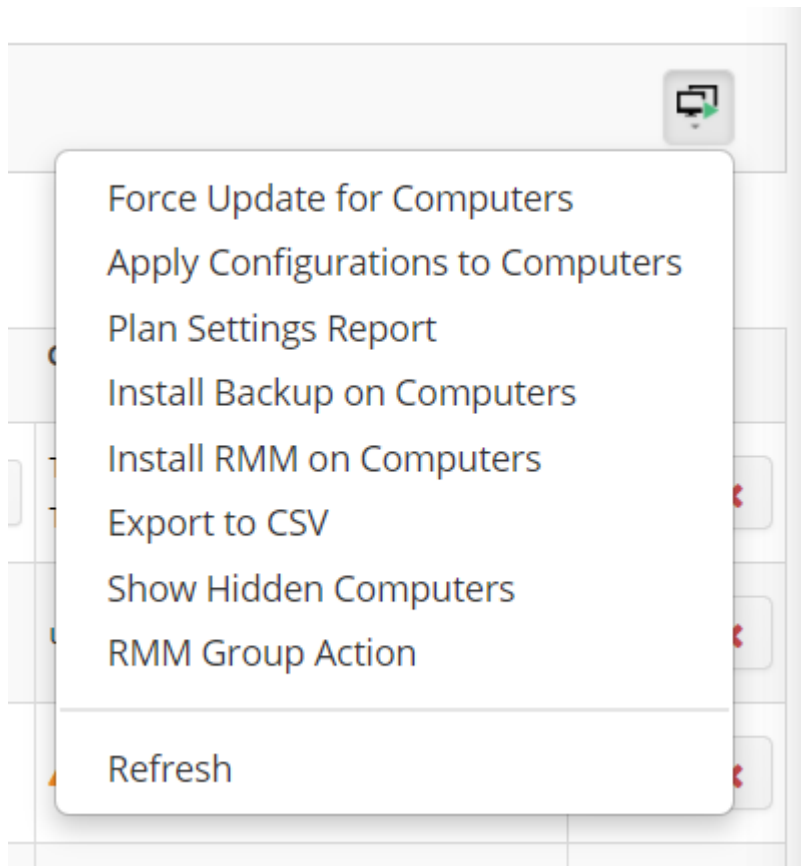 Force Update for Computers
Apply Configurations to Computers
Plan Settings Report
Install Backup on Computers
Install RMM on Computers
Export to CSV
Show Hidden Computers
RMM Group Action
Refresh